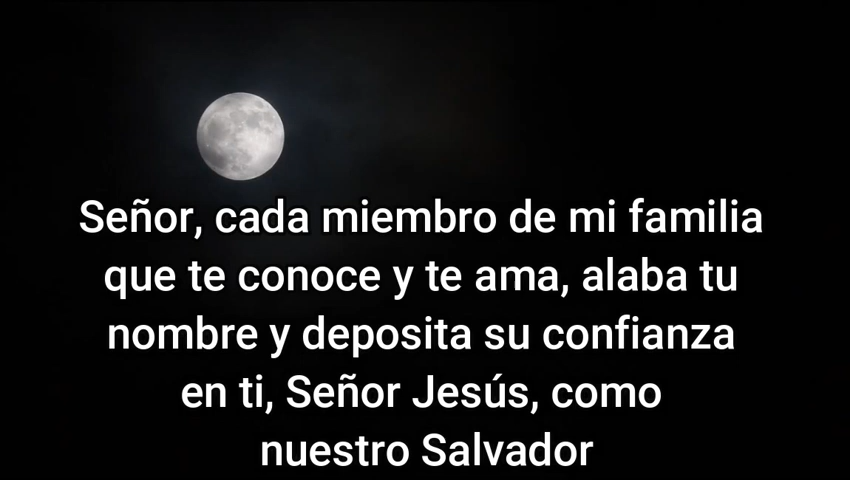 Señor, cada miembro de mi familia
que te conoce y te ama, alaba tu
nombre y deposita su confianza
en ti, Señor Jesús, como
nuestro Salvador